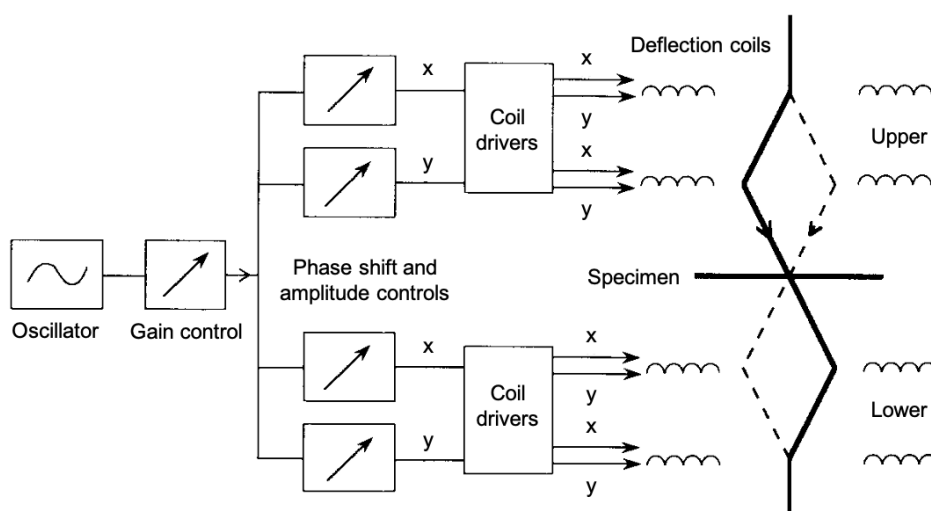 Deflection coils
x
x
Coil
drivers
y
Upper
y
x
y
Phase shift and
amplitude controls
Specimen
Oscillator
Gain control
x
x
Coil
drivers
y
Lower
y
x
y